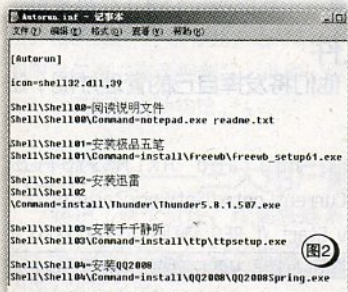 Autorun.inf - 记事本
文件(F) 编辑(E) 格式(O) 查看(V) 帮助(H)
[Autorun]
icon=shell32.dll,39
Shell\Shell00=阅读说明文件
Shell\Shell00\Command=notepad.exe readme.txt
Shell\Shell01=安装极品五笔
Shell\Shell01\Command=install\freewb\freewb_setup61.exe
Shell\Shell02=安装迅雷
Shell\Shell02
\Command=install\Thunder\Thunder5.8.1.507.exe
Shell\Shell03=安装千千静听
Shell\Shell03\Command=install\ttp\ttpsetup.exe
Shell\Shell04=安装QQ2008
Shell\Shell04\Command=install\QQ2008\QQ2008Spring.exe
图2